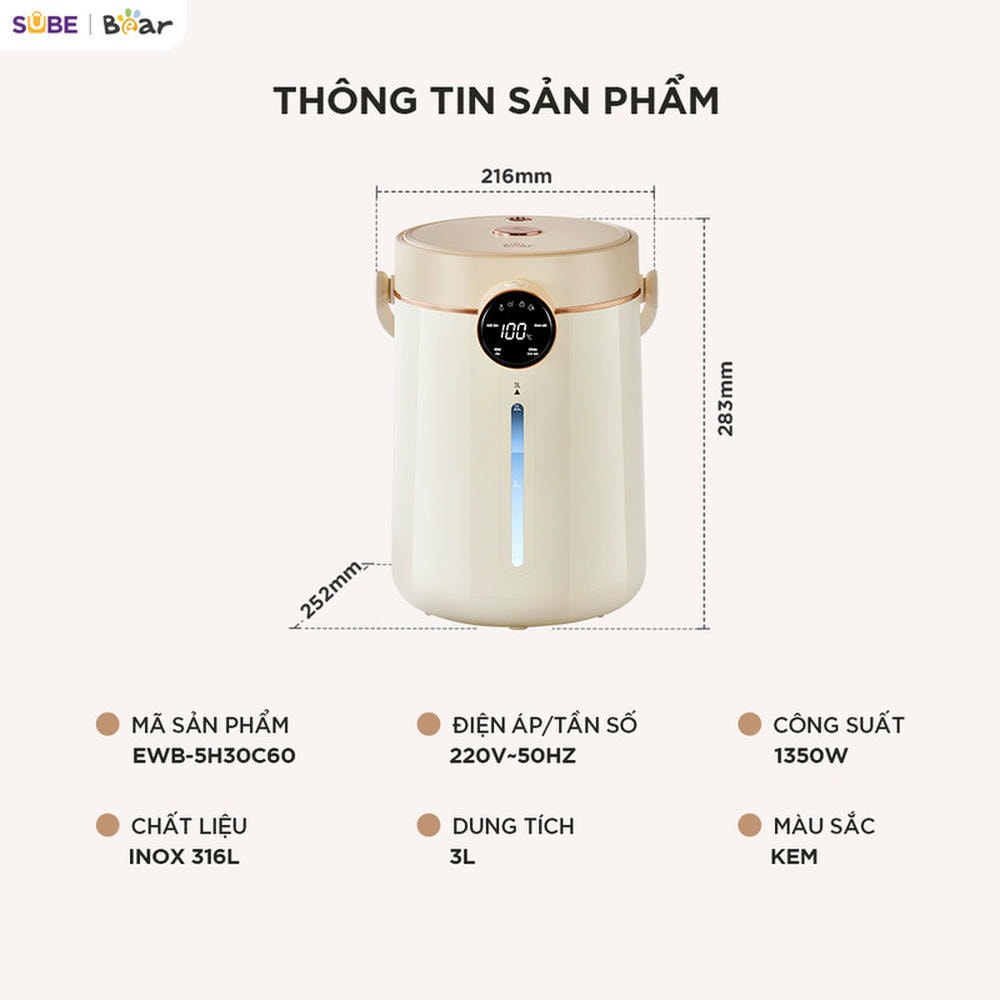 SUBE | Bear
THÔNG TIN SẢN PHẨM
216mm
Bear
100°C
3L
283mm
252mm
MÃ SẢN PHẨM
EWB-5H30C60
ĐIỆN ÁP/TẦN SỐ
220V~50HZ
CÔNG SUẤT
1350W
CHẤT LIỆU
INOX 316L
DUNG TÍCH
3L
MÀU SẮC
KEM